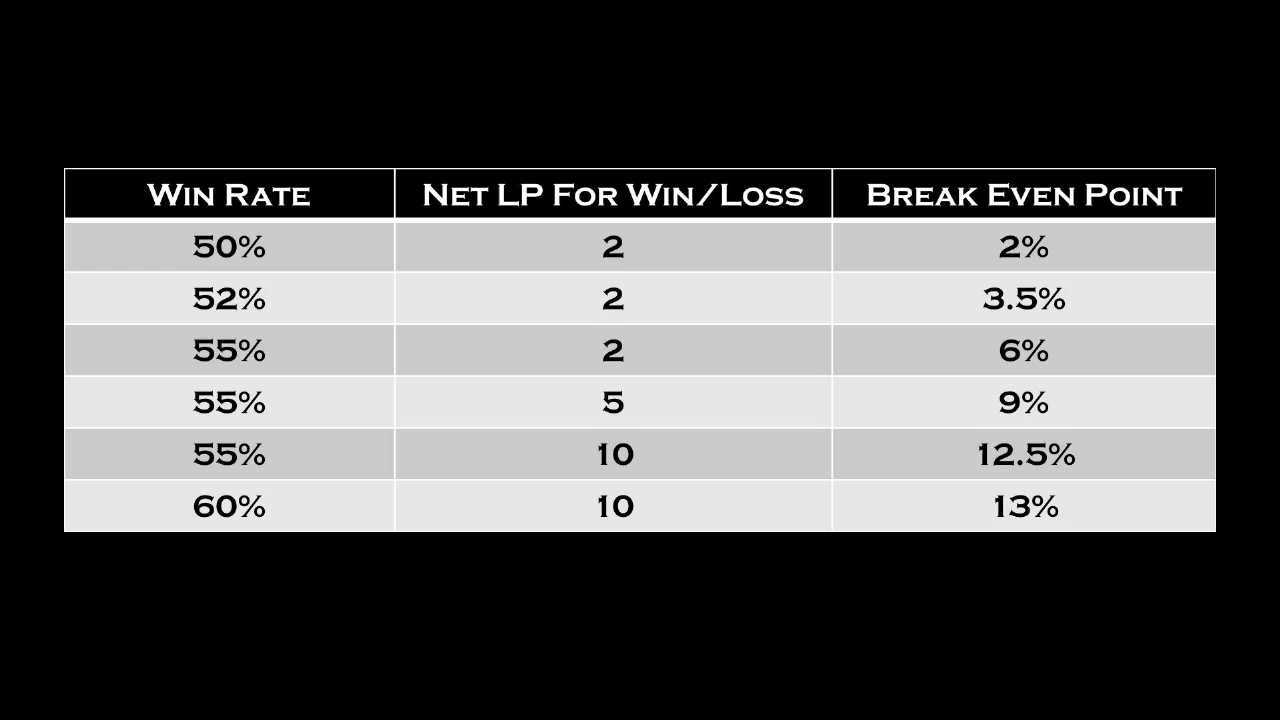 Win Rate Net LP For Win/Loss Break Even Point
50% 2 2%
52% 2 3.5%
55% 2 6%
55% 5 9%
55% 10 12.5%
60% 10 13%